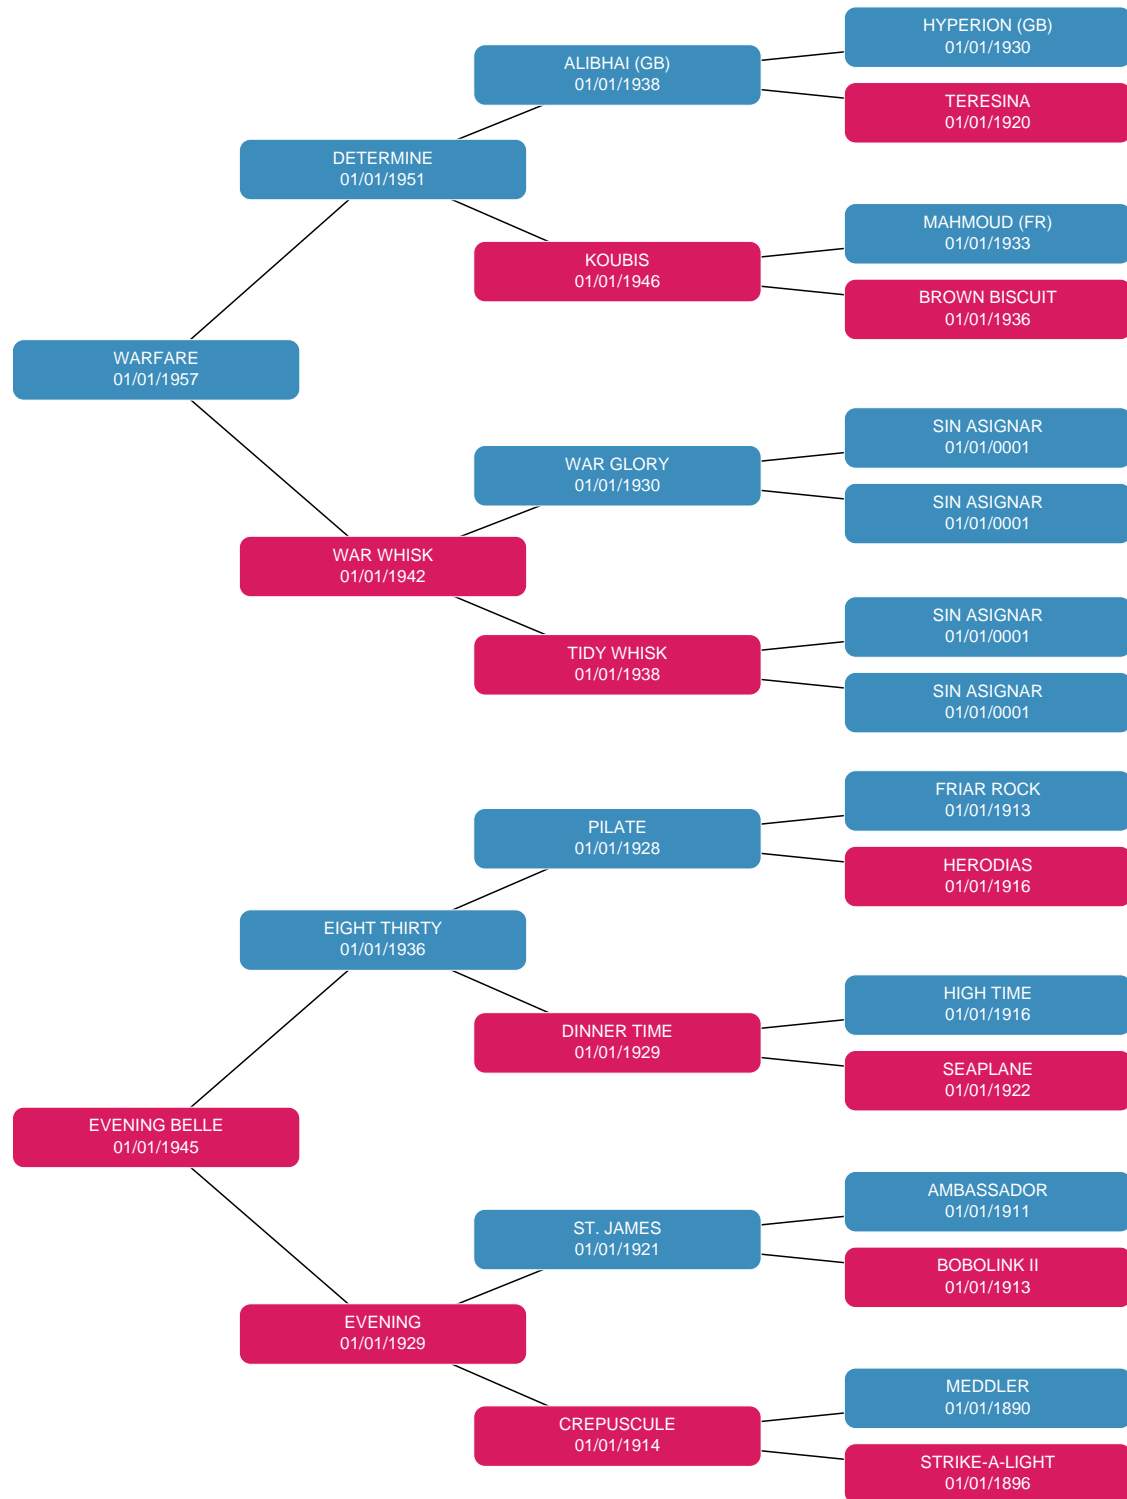 HYPERION (GB)
01/01/1930
ALIBHAI (GB)
01/01/1938
TERESINA
01/01/1920
DETERMINE
01/01/1951
MAHMOUD (FR)
01/01/1933
KOUBIS
01/01/1946
BROWN BISCUIT
01/01/1936
WARFARE
01/01/1957
SIN ASIGNAR
01/01/0001
WAR GLORY
01/01/1930
SIN ASIGNAR
01/01/0001
WAR WHISK
01/01/1942
SIN ASIGNAR
01/01/0001
TIDY WHISK
01/01/1938
SIN ASIGNAR
01/01/0001
FRIAR ROCK
01/01/1913
PILATE
01/01/1928
HERODIAS
01/01/1916
EIGHT THIRTY
01/01/1936
HIGH TIME
01/01/1916
DINNER TIME
01/01/1929
SEAPLANE
01/01/1922
EVENING BELLE
01/01/1945
AMBASSADOR
01/01/1911
ST. JAMES
01/01/1921
BOBOLINK II
01/01/1913
EVENING
01/01/1929
MEDDLER
01/01/1890
CREPUSCULE
01/01/1914
STRIKE-A-LIGHT
01/01/1896